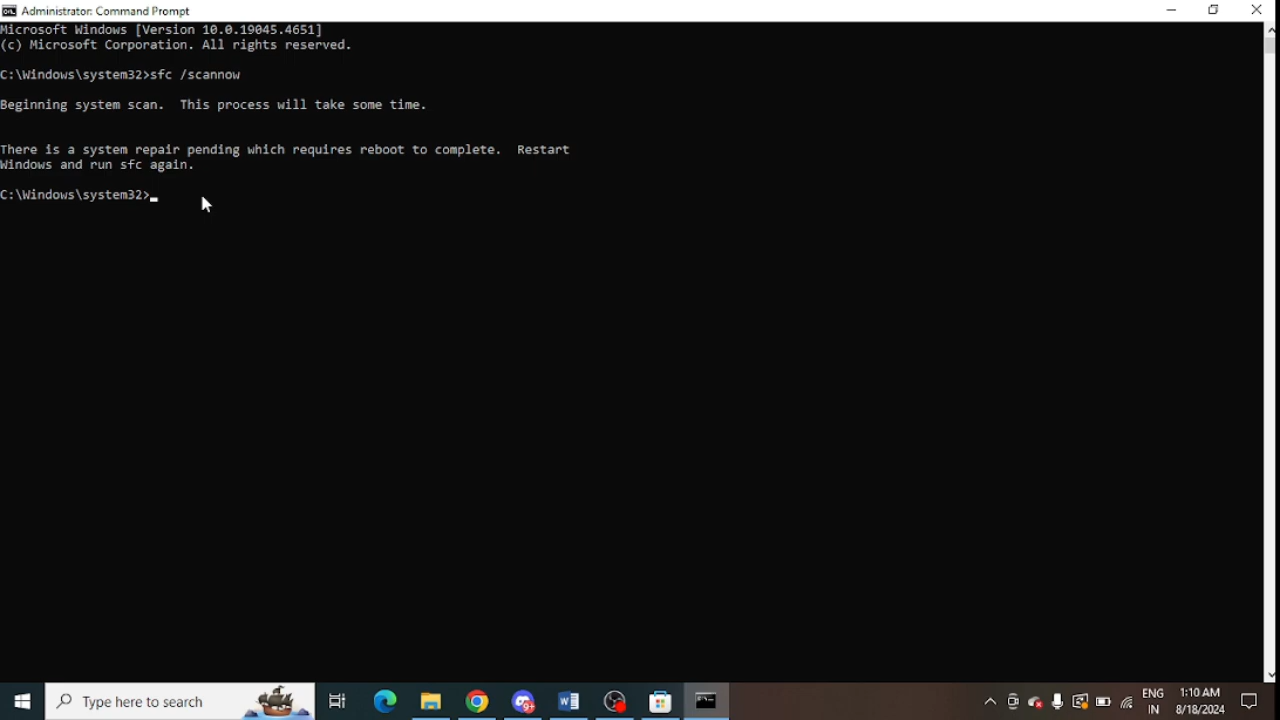 Administrator: Command Prompt
Microsoft Windows [Version 10.0.19045.4651]
(c) Microsoft Corporation. All rights reserved.
C:\Windows\system32>sfc /scannow
Beginning system scan.  This process will take some time.
There is a system repair pending which requires reboot to complete.  Restart
Windows and run sfc again.
C:\Windows\system32>
Type here to search
9+
ENG
IN
1:10 AM
8/18/2024